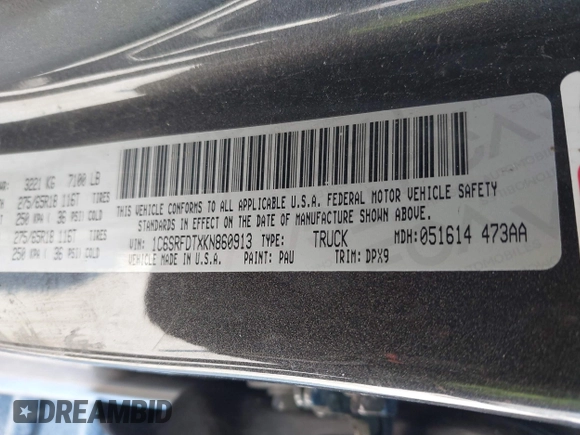 3221 KG 7100 LB
275/65R18 116T TIRES
250 KPA / 36 PSI COLD
275/65R18 116T TIRES
250 KPA / 36 PSI COLD
THIS VEHICLE CONFORMS TO ALL APPLICABLE U.S.A. FEDERAL MOTOR VEHICLE SAFETY
STANDARDS IN EFFECT ON THE DATE OF MANUFACTURE SHOWN ABOVE.
VIN: 1C6SRFDTXKN860913 TYPE: TRUCK MDH: 051614 473AA
VEHICLE MADE IN U.S.A. PAINT: PAU TRIM: DPX9
DREAMBID